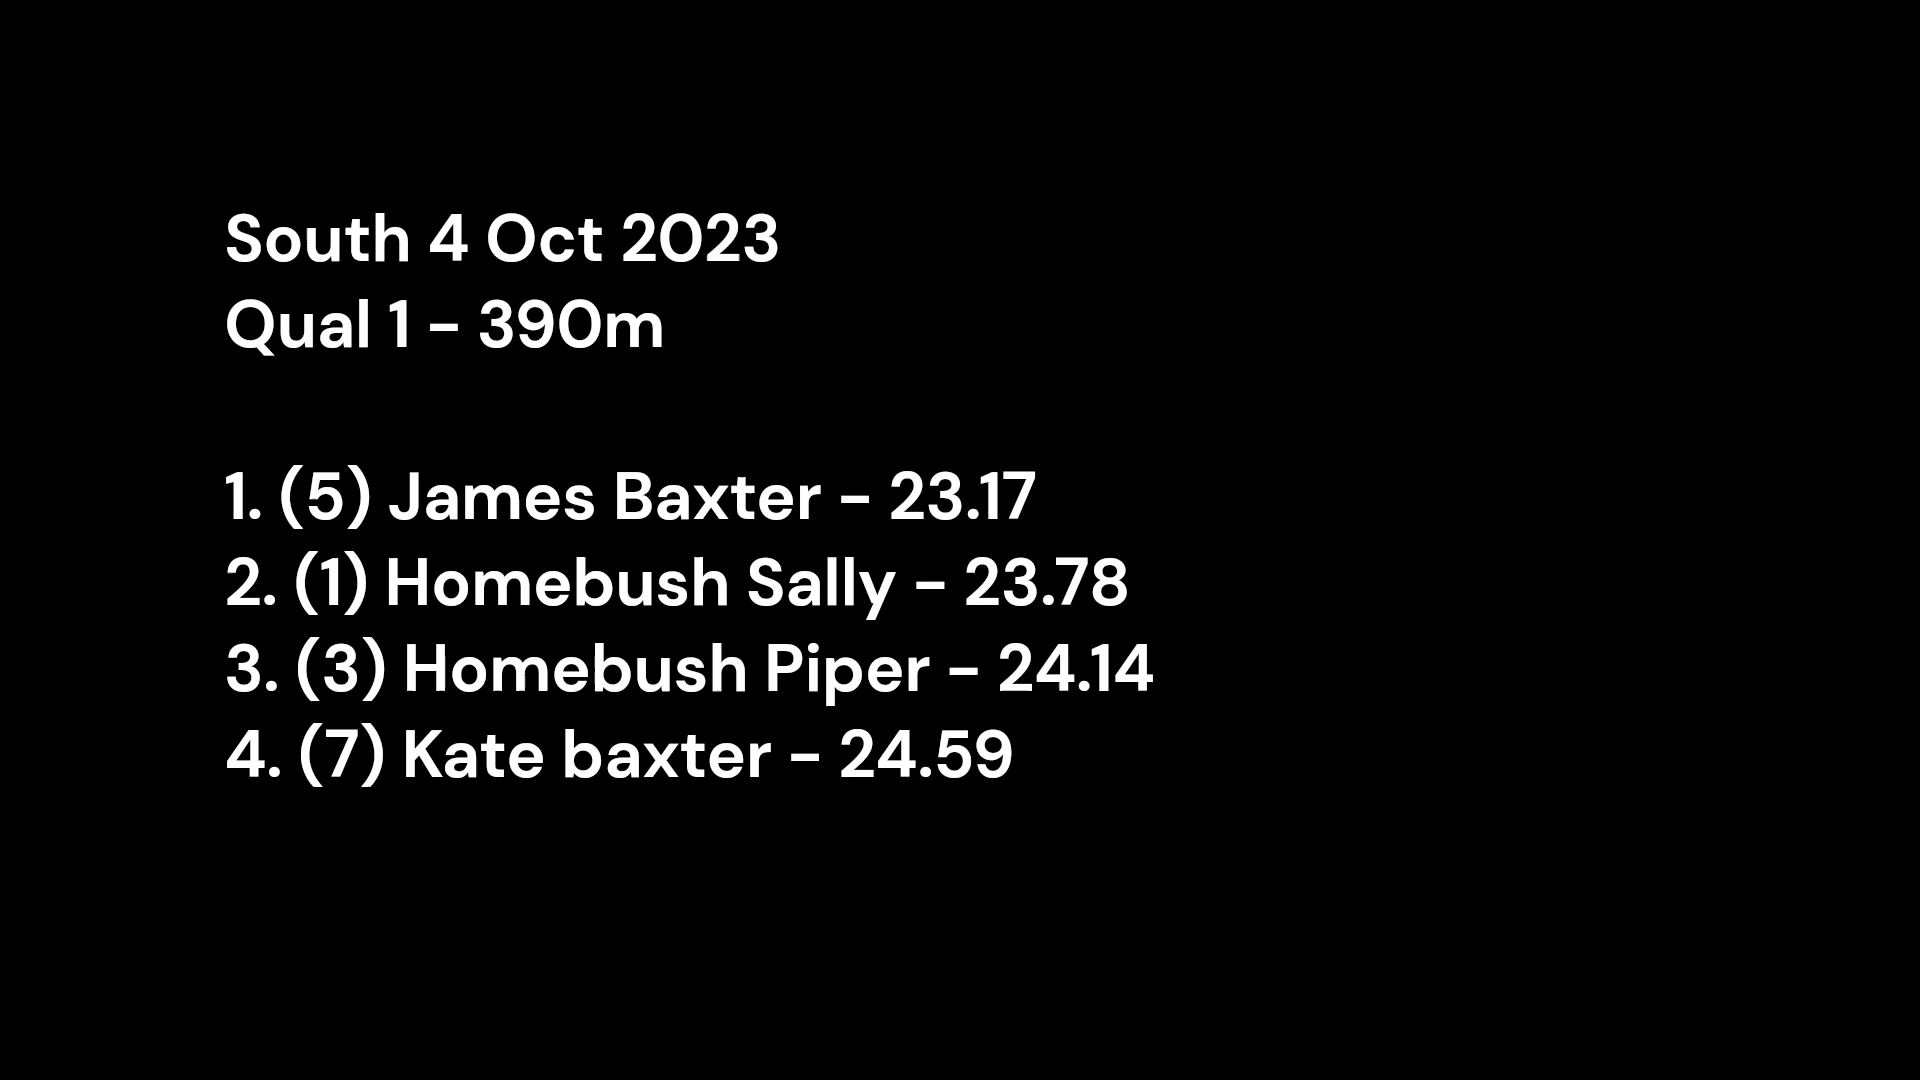 South 4 Oct 2023
Qual 1 - 390m
1. (5) James Baxter - 23.17
2. (1) Homebush Sally - 23.78
3. (3) Homebush Piper - 24.14
4. (7) Kate baxter - 24.59